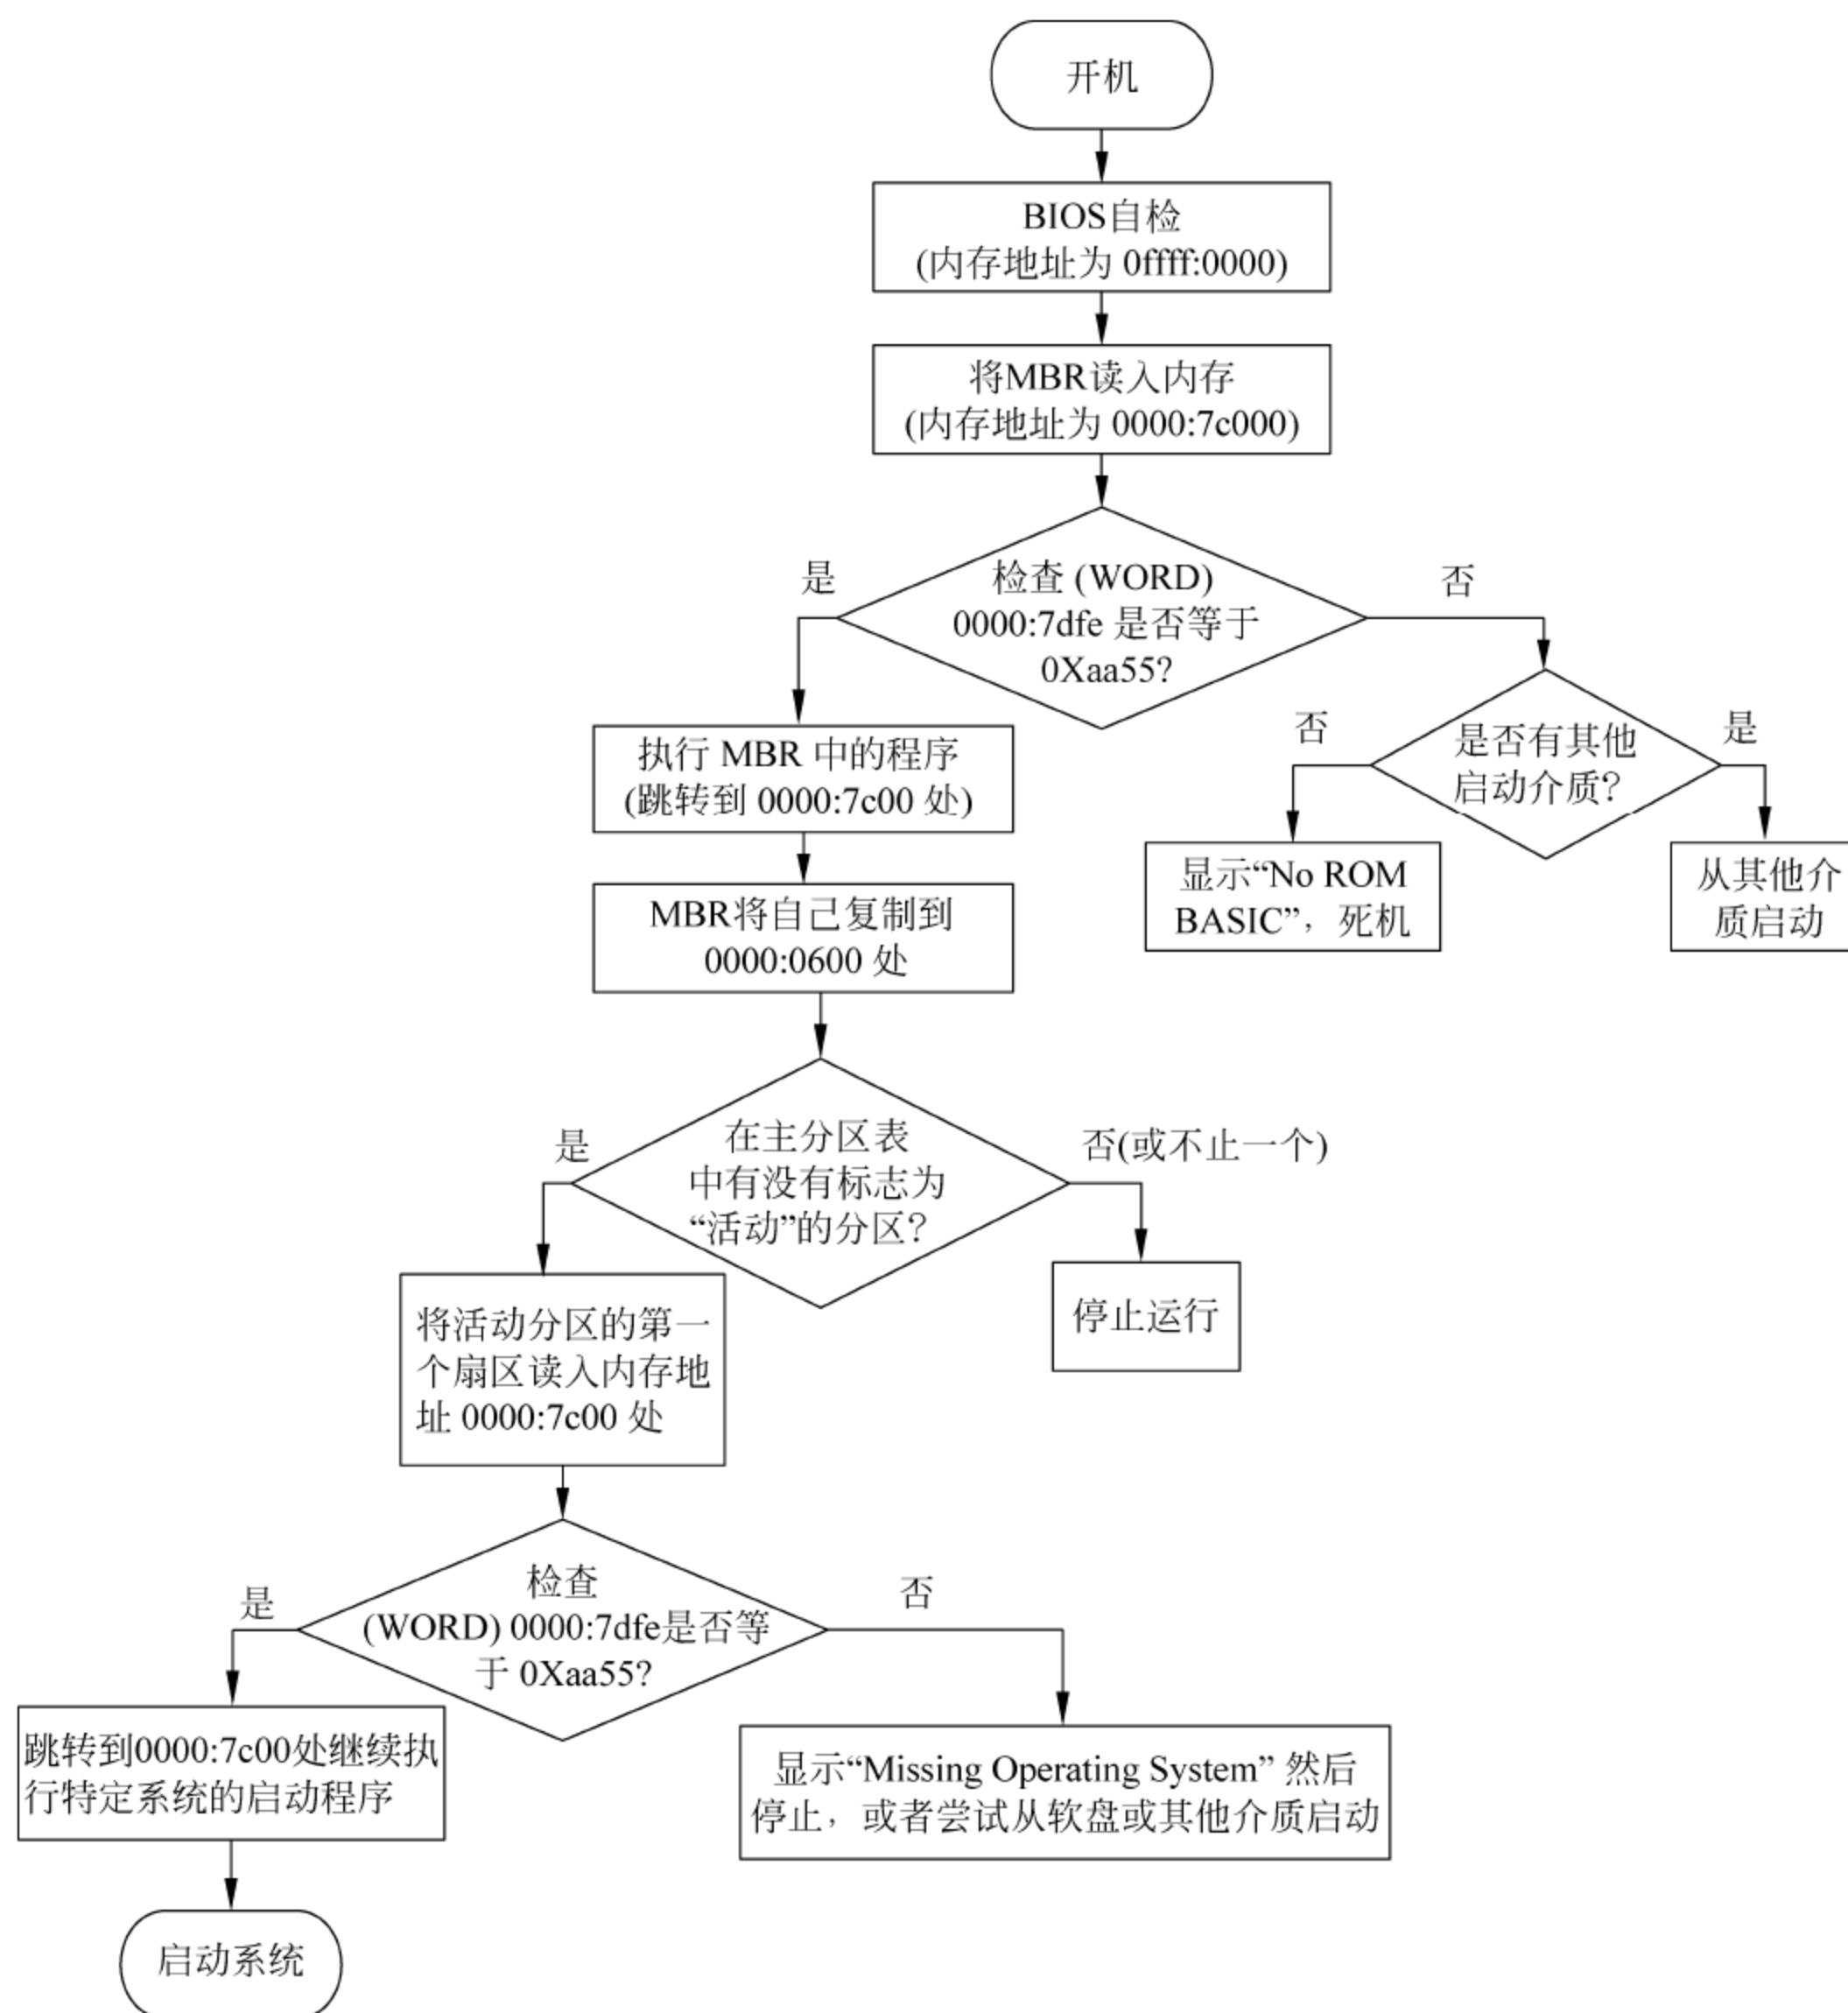 开机
BIOS自检
(内存地址为 0ffff:0000)
将MBR读入内存
(内存地址为 0000:7c000)
是
检查 (WORD)
0000:7dfe 是否等于
0Xaa55?
否
执行 MBR 中的程序
(跳转到 0000:7c00 处)
否
是否有其他
启动介质?
是
显示“No ROM
BASIC”，死机
从其他介
质启动
MBR将自己复制到
0000:0600 处
是
在主分区表
中有没有标志为
“活动”的分区?
否(或不止一个)
将活动分区的第一
个扇区读入内存地
址 0000:7c00 处
停止运行
是
检查
(WORD) 0000:7dfe是否等
于 0Xaa55?
否
跳转到0000:7c00处继续执
行特定系统的启动程序
显示“Missing Operating System” 然后
停止，或者尝试从软盘或其他介质启动
启动系统